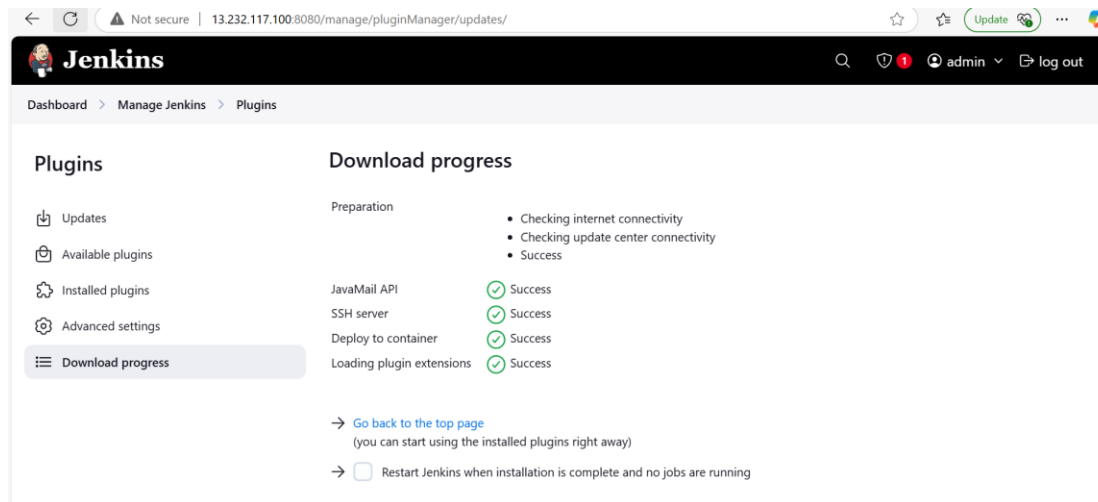 Not secure | 13.232.117.100:8080/manage/pluginManager/updates/
Update
Jenkins
1 admin log out
Dashboard > Manage Jenkins > Plugins
Plugins
Updates
Available plugins
Installed plugins
Advanced settings
Download progress
Download progress
Preparation
• Checking internet connectivity
• Checking update center connectivity
• Success
JavaMail API Success
SSH server Success
Deploy to container Success
Loading plugin extensions Success
→ Go back to the top page
(you can start using the installed plugins right away)
→ Restart Jenkins when installation is complete and no jobs are running